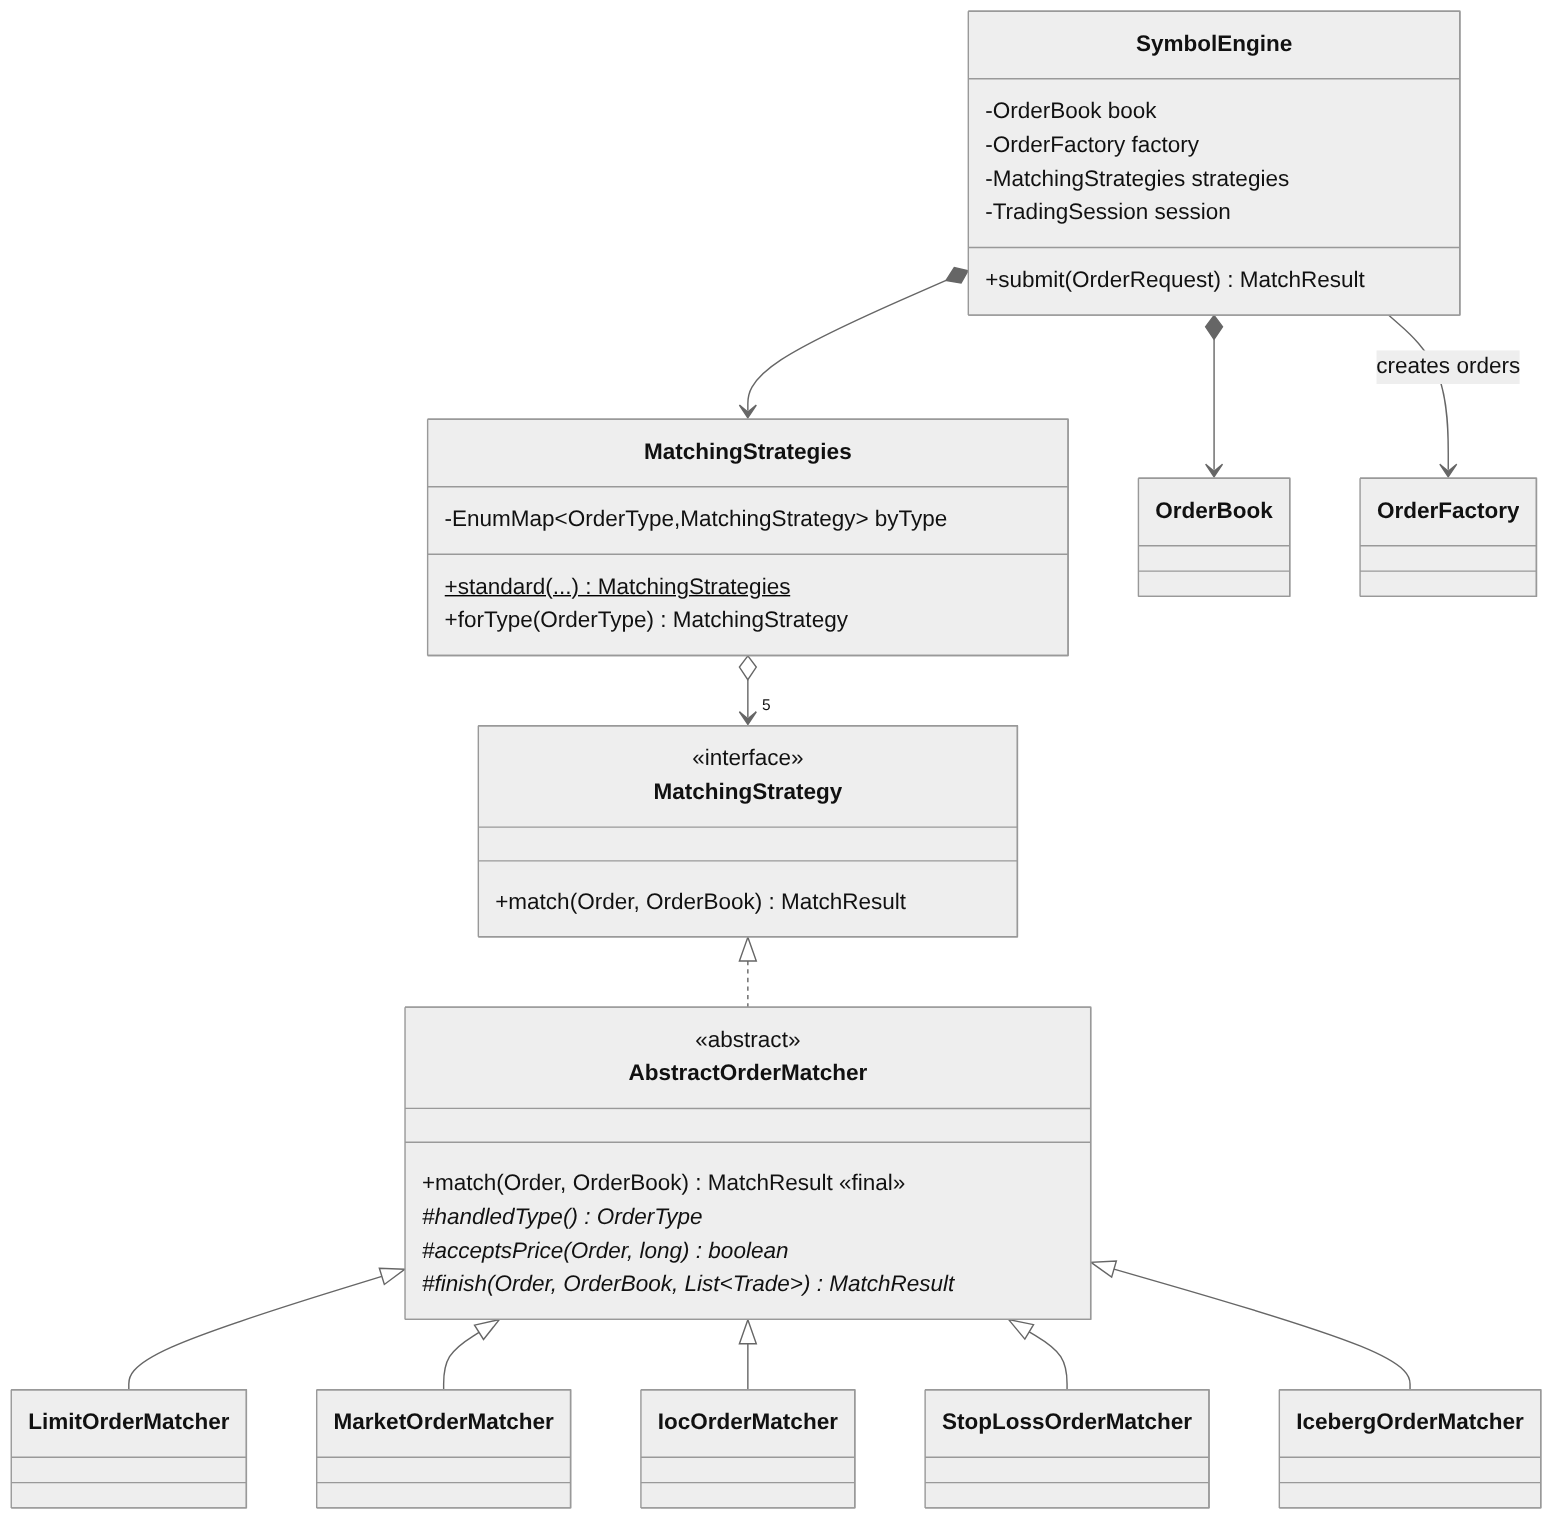 SymbolEngine
-OrderBook book
-OrderFactory factory
-MatchingStrategies strategies
-TradingSession session
+submit(OrderRequest) : MatchResult
creates orders
MatchingStrategies
-EnumMap<OrderType,MatchingStrategy> byType
+standard(...) : MatchingStrategies
+forType(OrderType) : MatchingStrategy
OrderBook
OrderFactory
5
«interface»
MatchingStrategy
+match(Order, OrderBook) : MatchResult
«abstract»
AbstractOrderMatcher
+match(Order, OrderBook) : MatchResult «final»
#handledType() : OrderType
#acceptsPrice(Order, long) : boolean
#finish(Order, OrderBook, List<Trade>) : MatchResult
LimitOrderMatcher
MarketOrderMatcher
IocOrderMatcher
StopLossOrderMatcher
IcebergOrderMatcher